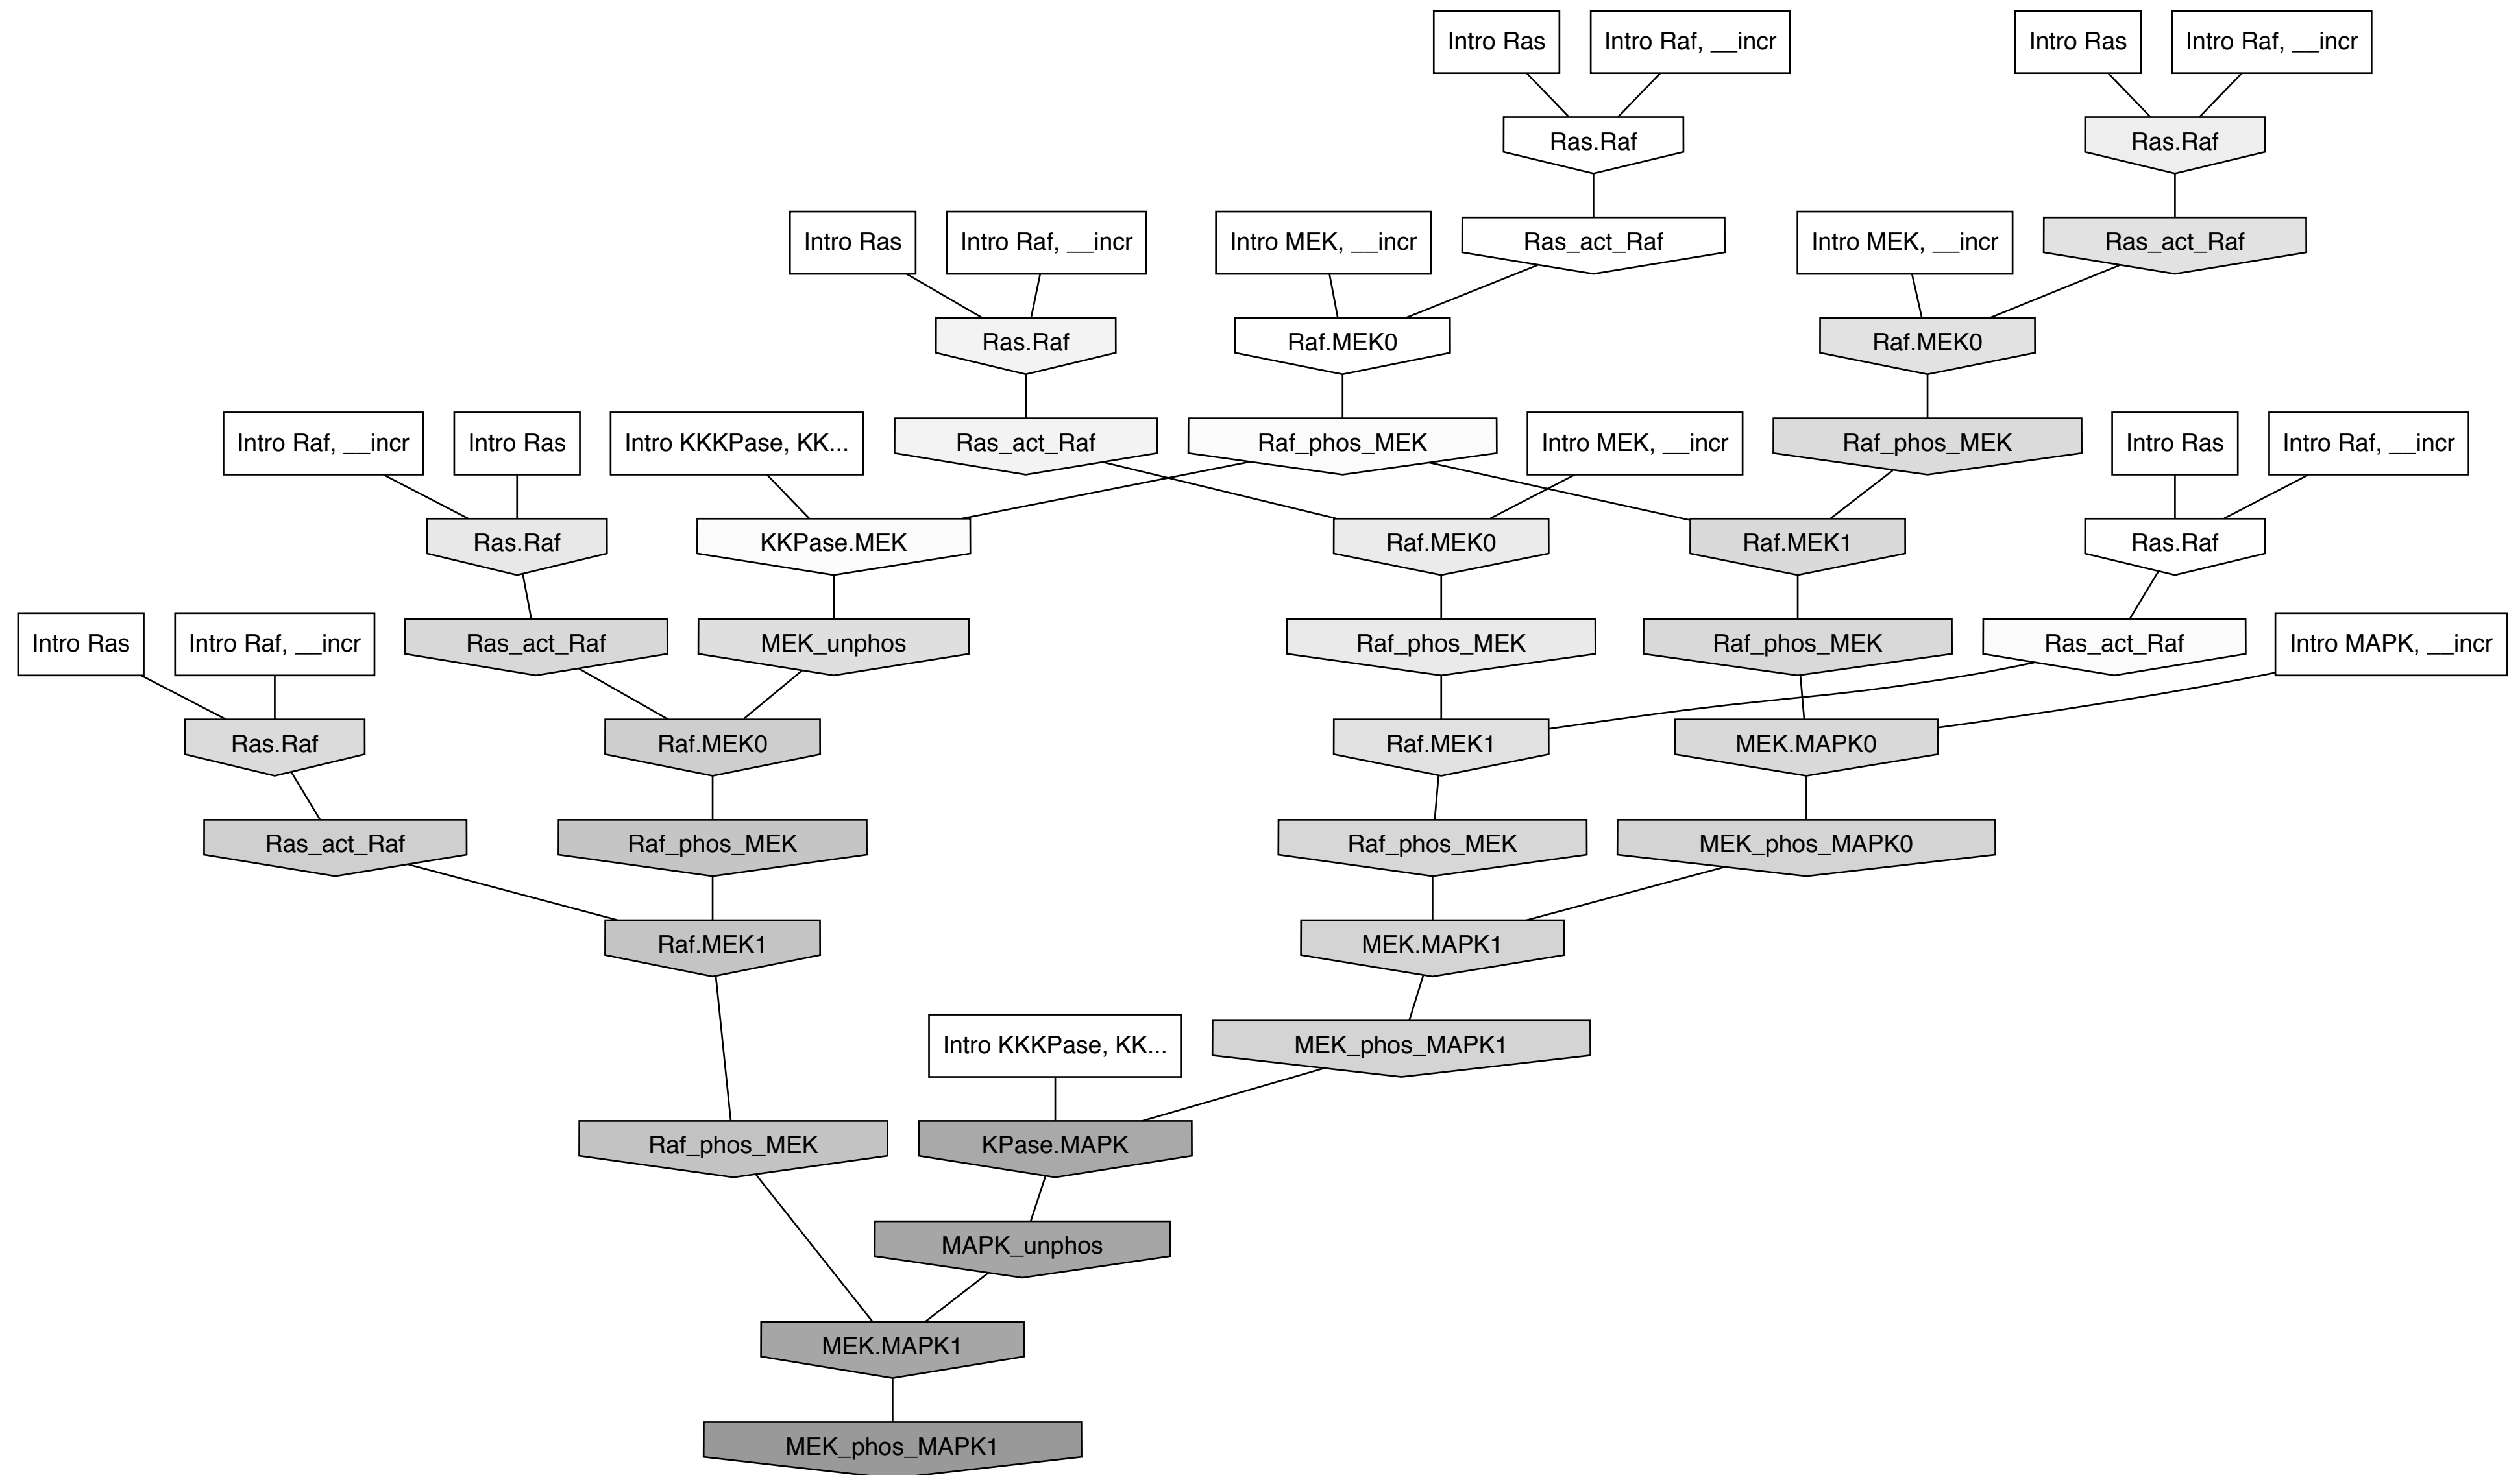 Intro Ras
Intro Raf, __incr
Intro Ras
Intro Raf, __incr
Ras.Raf
Ras.Raf
Intro Ras
Intro Raf, __incr
Intro MEK, __incr
Ras_act_Raf
Intro MEK, __incr
Ras_act_Raf
Ras.Raf
Raf.MEK0
Raf.MEK0
Intro Raf, __incr
Intro Ras
Intro KKKPase, KK...
Ras_act_Raf
Raf_phos_MEK
Intro MEK, __incr
Raf_phos_MEK
Intro Ras
Intro Raf, __incr
Ras.Raf
KKPase.MEK
Raf.MEK0
Raf.MEK1
Ras.Raf
Intro Ras
Intro Raf, __incr
Ras_act_Raf
MEK_unphos
Raf_phos_MEK
Raf_phos_MEK
Ras_act_Raf
Intro MAPK, __incr
Ras.Raf
Raf.MEK0
Raf.MEK1
MEK.MAPK0
Ras_act_Raf
Raf_phos_MEK
Raf_phos_MEK
MEK_phos_MAPK0
Raf.MEK1
MEK.MAPK1
Intro KKKPase, KK...
MEK_phos_MAPK1
Raf_phos_MEK
KPase.MAPK
MAPK_unphos
MEK.MAPK1
MEK_phos_MAPK1